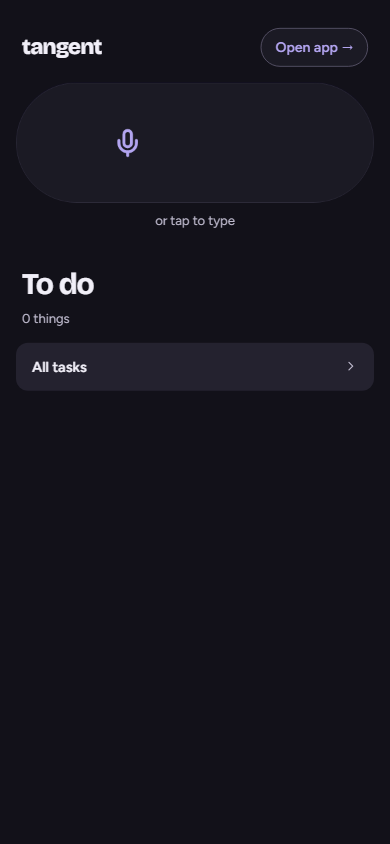 tangent
Open app →
or tap to type
To do
0 things
All tasks